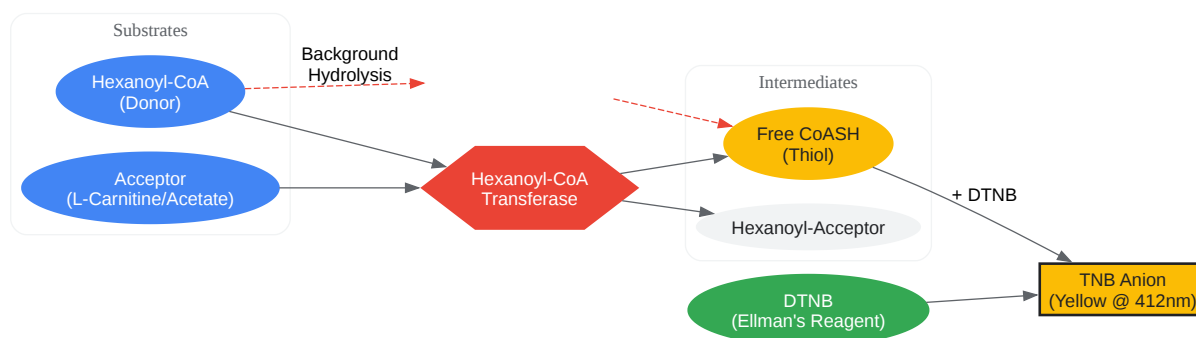 Substrates
Hexanoyl-CoA
(Donor)
Background
Hydrolysis
Acceptor
(L-Carnitine/Acetate)
Hexanoyl-CoA
Transferase
Intermediates
Free CoASH
(Thiol)
Hexanoyl-Acceptor
+ DTNB
DTNB
(Ellman's Reagent)
TNB Anion
(Yellow @ 412nm)